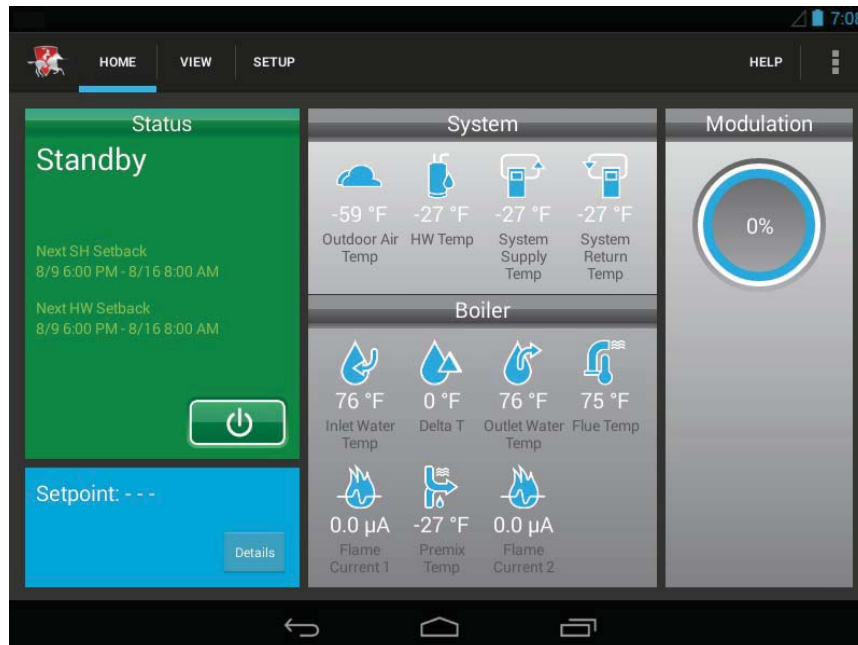 7:08
HOME
VIEW
SETUP
HELP
Status
Standby
Next SH Setback
8/9 6:00 PM - 8/16 8:00 AM
Next HW Setback
8/9 6:00 PM - 8/16 8:00 AM
Setpoint: - - -
Details
System
-59 °F
Outdoor Air
Temp
-27 °F
HW Temp
-27 °F
System
Supply
Temp
-27 °F
System
Return
Temp
Boiler
76 °F
Inlet Water
Temp
0 °F
Delta T
76 °F
Outlet Water
Temp
75 °F
Flue Temp
0.0 µA
Flame
Current 1
-27 °F
Premix
Temp
0.0 µA
Flame
Current 2
Modulation
0%